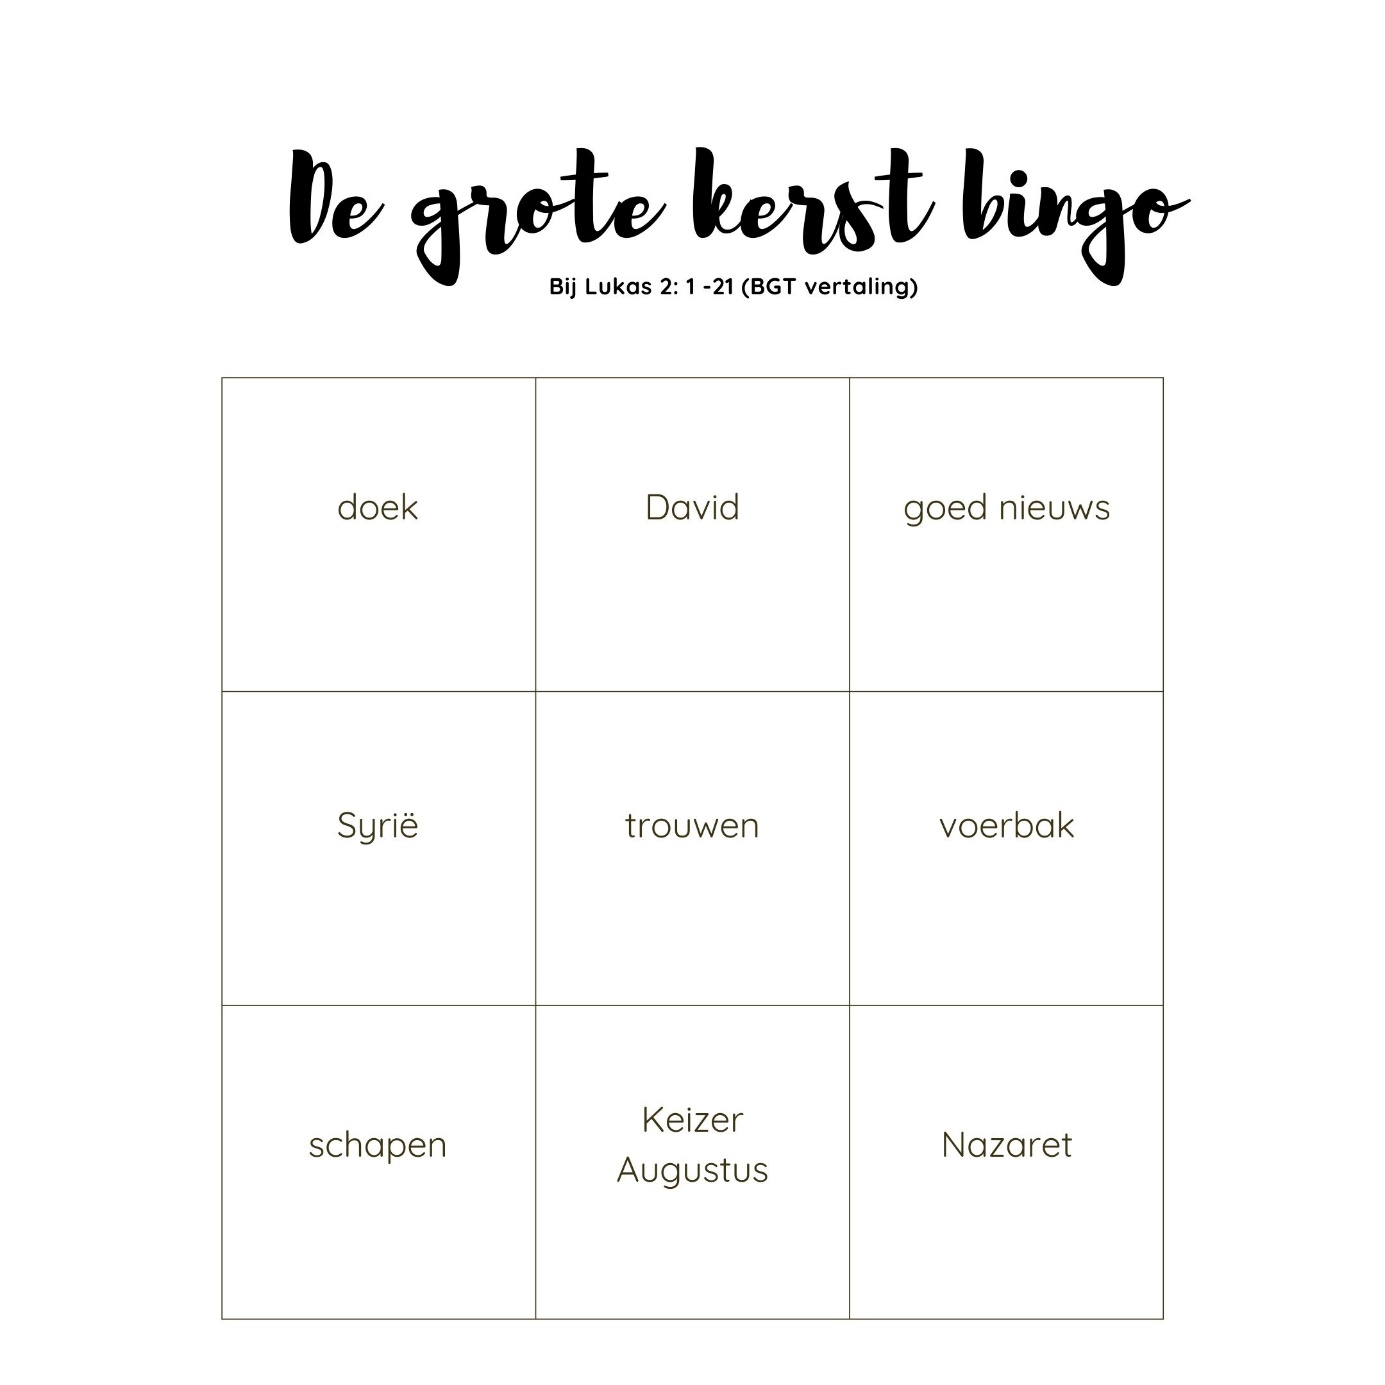 De grote kerst bingo
Bij Lukas 2: 1 -21 (BGT vertaling)
doek
David
goed nieuws
Syrië
trouwen
voerbak
schapen
Keizer
Augustus
Nazaret